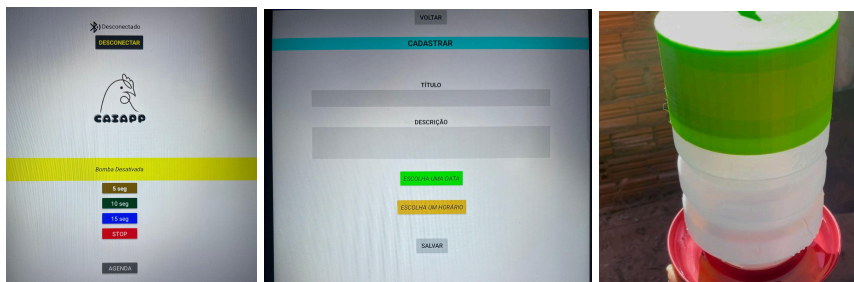 Desconectado
DESCONECTAR
CAIAPP
Bomba Desativada
5 seg
10 seg
15 seg
STOP
AGENDA
VOLTAR
CADASTRAR
TÍTULO
DESCRIÇÃO
ESCOLHA UMA DATA
ESCOLHA UM HORÁRIO
SALVAR